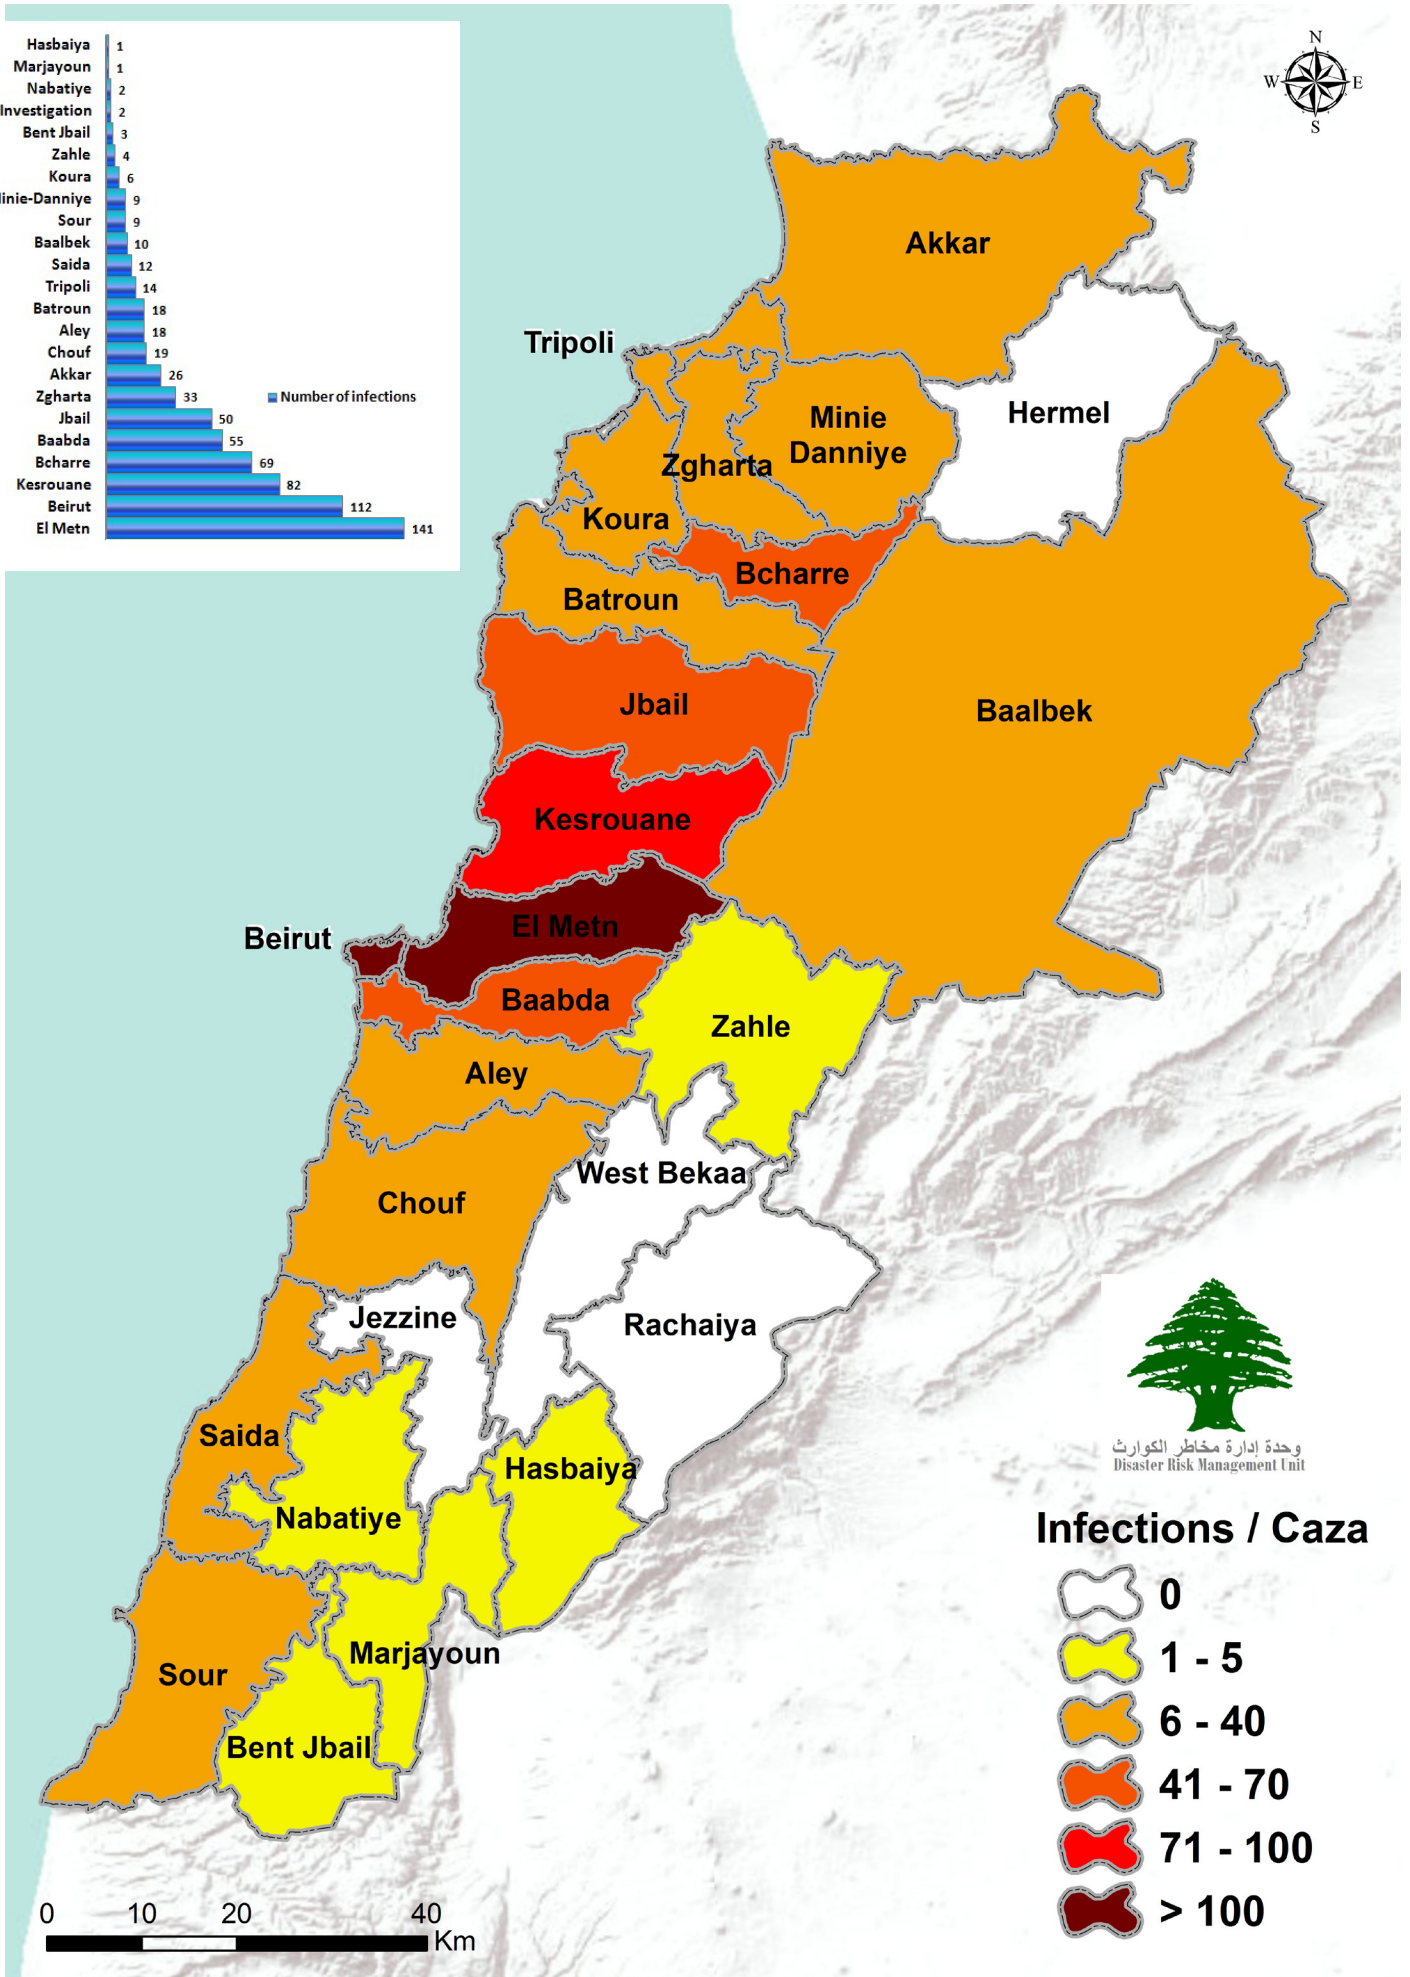 Hasbaiya 1
Marjayoun 1
Nabatiye 2
Investigation 2
Bent Jbail 3
Zahle 4
Koura 6
inie-Danniye 9
Sour 9
Baalbek 10
Saida 12
Tripoli 14
Batroun 18
Aley 18
Chouf 19
Akkar 26
Zgharta 33
Number of infections
Jbail 50
Baabda 55
Bcharre 69
Kesrouane 82
Beirut 112
El Metn 141
N
W E
S
Akkar
Tripoli
Hermel
Minie
Danniye
Zgharta
Koura
Bcharre
Batroun
Jbail
Baalbek
Kesrouane
El Metn
Beirut
Baabda
Zahle
Aley
West Bekaa
Chouf
Jezzine
Rachaiya
Saida
Hasbaiya
Nabatiye
Marjayoun
Sour
Bent Jbail
وحدة إدارة مخاطر الكوارث
Disaster Risk Management Unit
Infections / Caza
0
1 - 5
6 - 40
41 - 70
71 - 100
> 100
0 10 20 40
Km